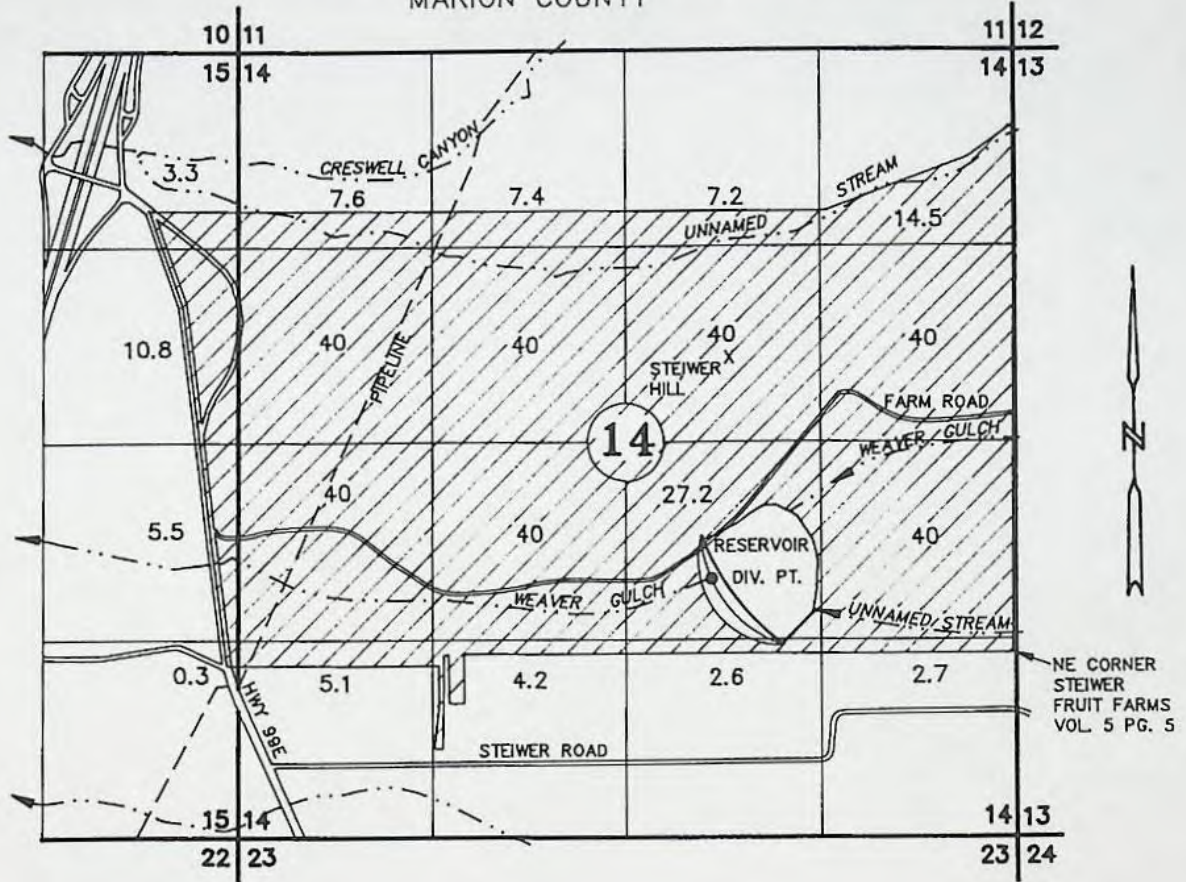 MARION COUNTY
10 11
11 12
15 14
14 13
CRESWELL CANYON
3.3
7.6
7.4
7.2
STREAM
UNNAMED
14.5
10.8
40
40
40
40
PIPELINE
STEIWER X
HILL
FARM ROAD
14
WEAVER GULCH
40
27.2
5.5
40
40
RESERVOIR
DIV. PT.
WEAVER GULCH
UNNAMED STREAM
0.3
5.1
4.2
2.6
2.7
NE CORNER
STEIWER
FRUIT FARMS
VOL. 5 PG. 5
HWY 99E
STEIWER ROAD
15 14
14 13
22 23
23 24
N